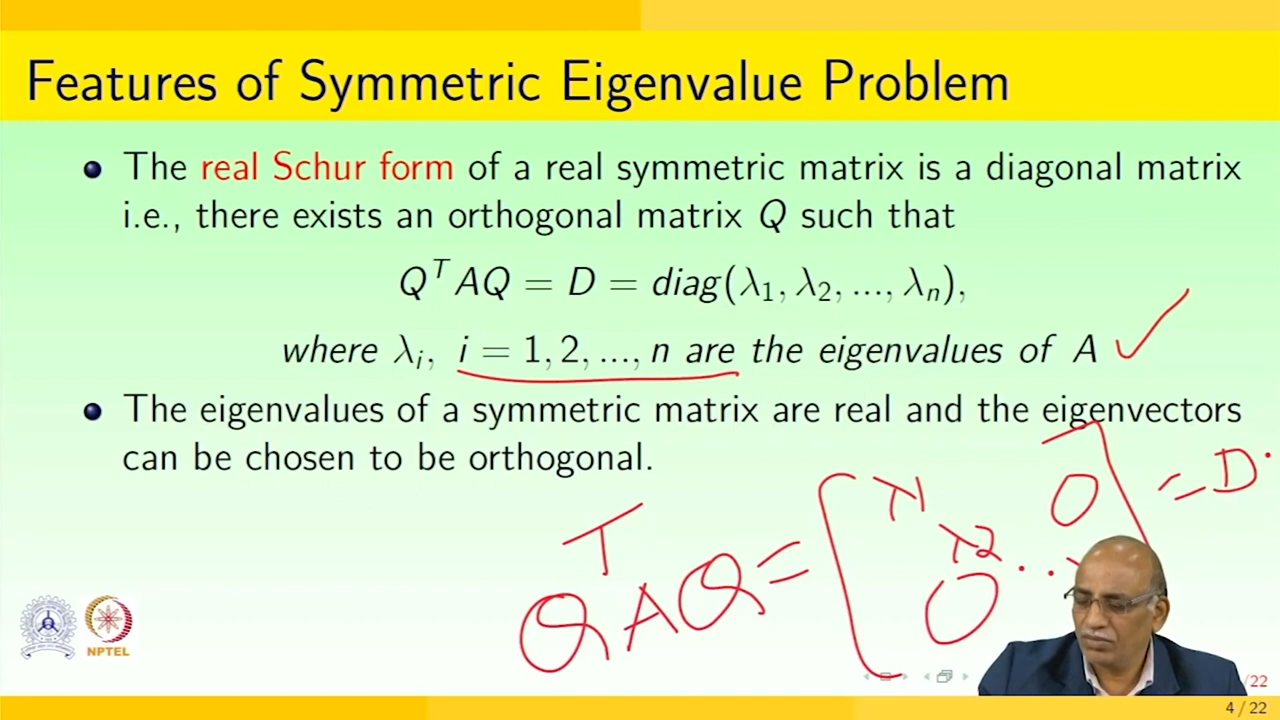 Features of Symmetric Eigenvalue Problem
The real Schur form of a real symmetric matrix is a diagonal matrix
i.e., there exists an orthogonal matrix Q such that
Qᵀ AQ = D = diag(λ₁, λ₂, ..., λₙ),
where λᵢ, i = 1, 2, ..., n are the eigenvalues of A
The eigenvalues of a symmetric matrix are real and the eigenvectors
can be chosen to be orthogonal.
QᵀAQ = [λ1 λ2 ... 0 0] = D.
NPTEL
/22
4 / 22